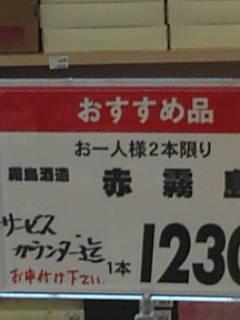 おすすめ品
お一人様2本限り
霧島酒造
赤霧島
サービス
カウンター迄
お申付け下さい.
1本 1230